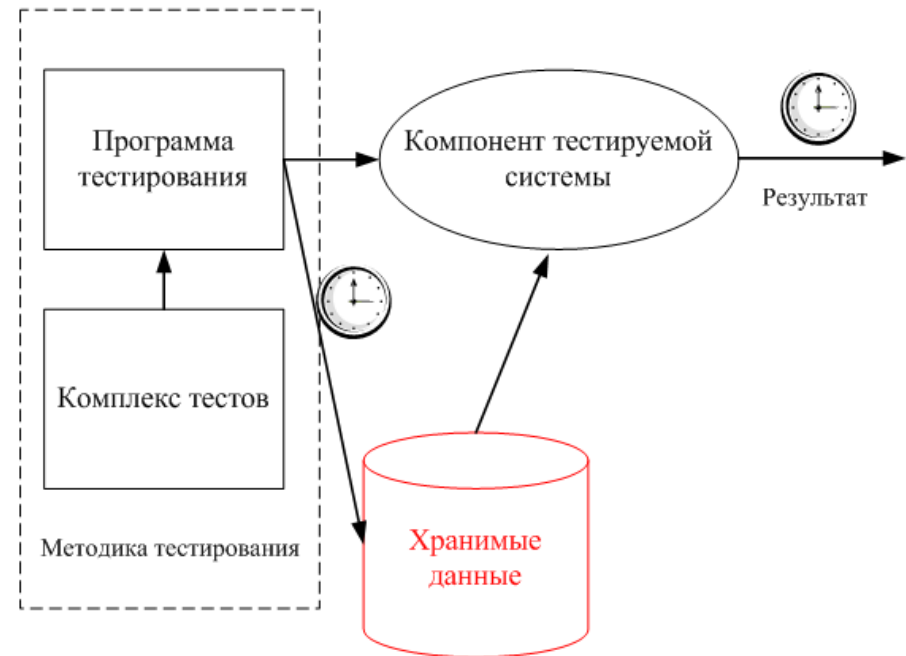 Программа
тестирования
Компонент тестируемой
системы
Результат
Комплекс тестов
Методика тестирования
Хранимые
данные